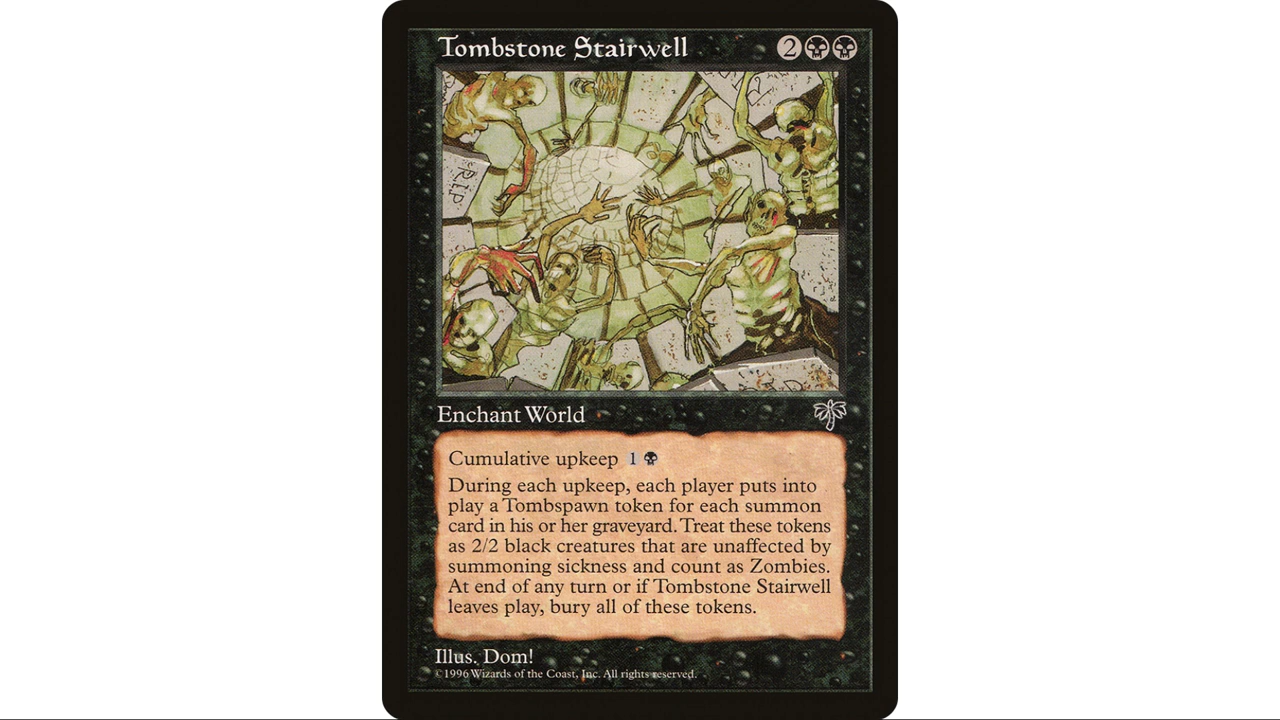 Tombstone Stairwell 2
RIP
Enchant World
Cumulative upkeep 1
During each upkeep, each player puts into
play a Tombspawn token for each summon
card in his or her graveyard. Treat these tokens
as 2/2 black creatures that are unaffected by
summoning sickness and count as Zombies.
At end of any turn or if Tombstone Stairwell
leaves play, bury all of these tokens.
Illus. Dom!
©1996 Wizards of the Coast, Inc. All rights reserved.